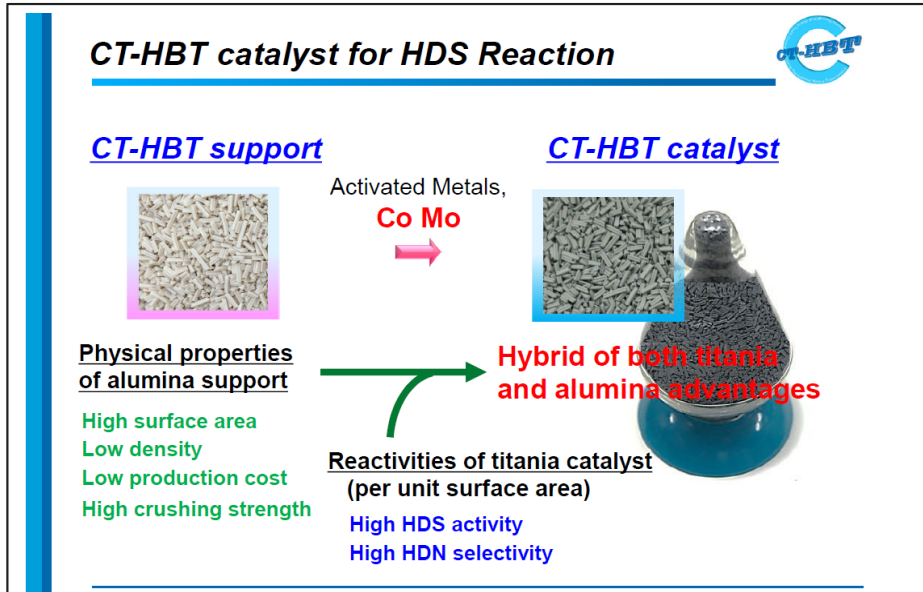 CT-HBT catalyst for HDS Reaction
CT-HBT
CT-HBT support
CT-HBT catalyst
Activated Metals,
Co Mo
Physical properties
of alumina support
High surface area
Low density
Low production cost
High crushing strength
Hybrid of both titania
and alumina advantages
Reactivities of titania catalyst
(per unit surface area)
High HDS activity
High HDN selectivity